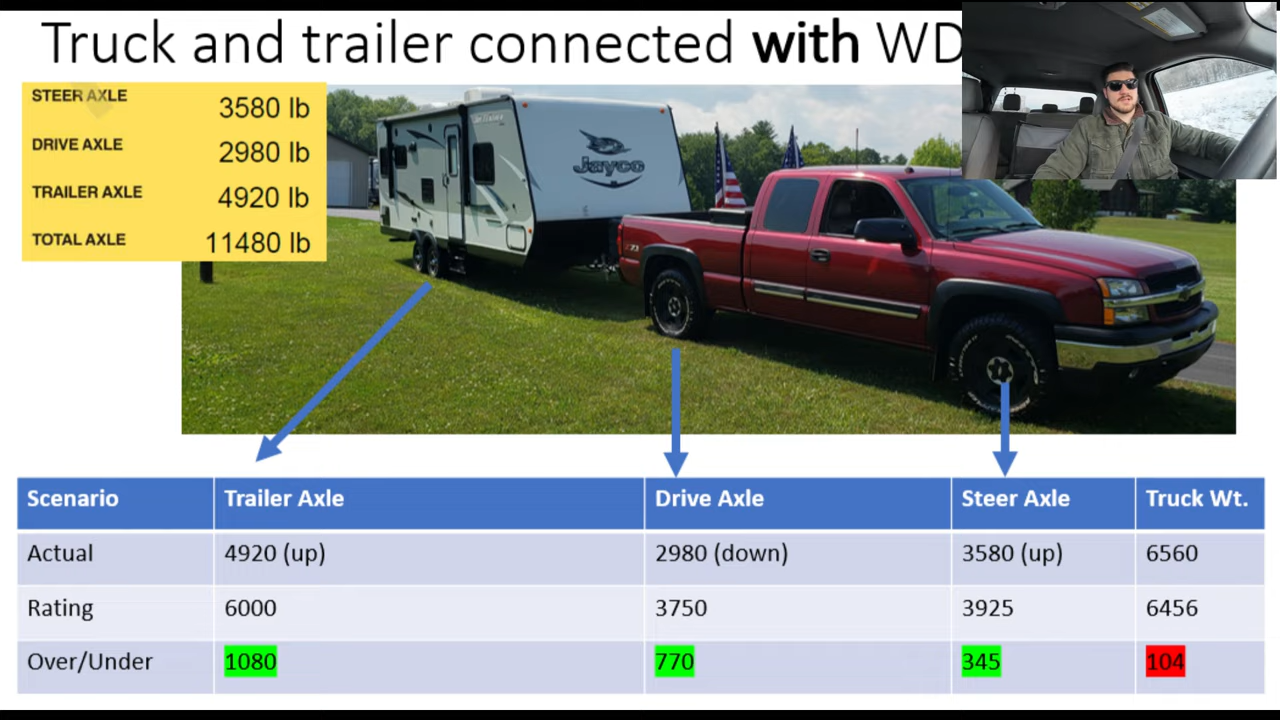 Truck and trailer connected with WD
STEER AXLE 3580 lb
DRIVE AXLE 2980 lb
TRAILER AXLE 4920 lb
TOTAL AXLE 11480 lb
Jayco
Z71
Scenario Trailer Axle Drive Axle Steer Axle Truck Wt.
Actual 4920 (up) 2980 (down) 3580 (up) 6560
Rating 6000 3750 3925 6456
Over/Under 1080 770 345 104